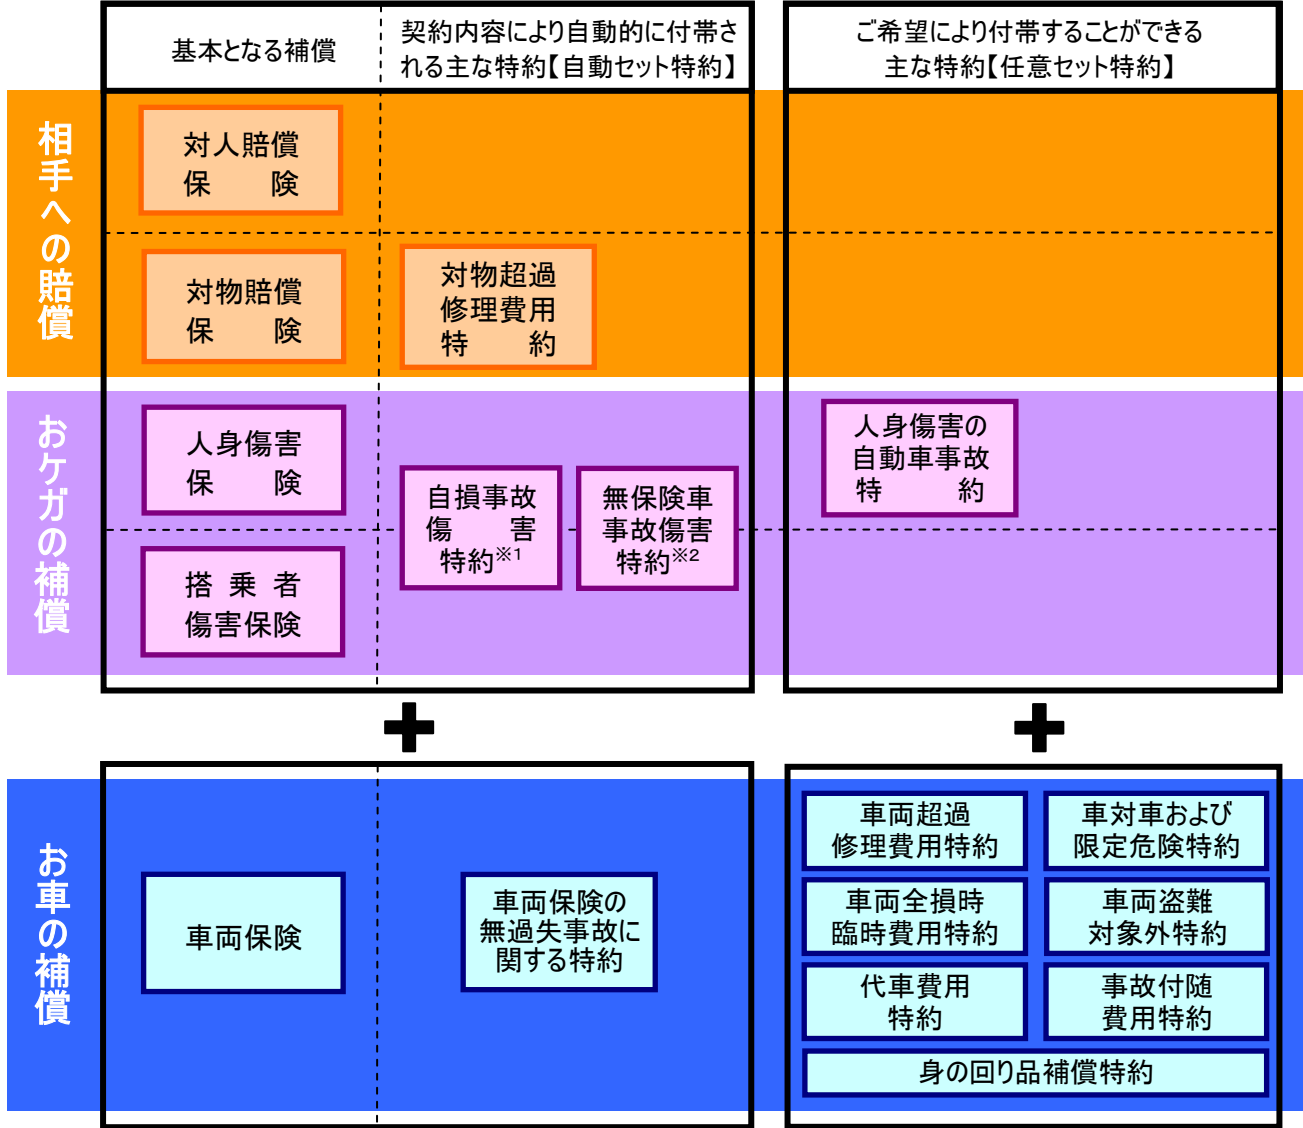 基本となる補償
契約内容により自動的に付帯さ
れる主な特約【自動セット特約】
ご希望により付帯することができる
主な特約【任意セット特約】
相手への賠償
対人賠償
保　　険
対物賠償
保　　険
対物超過
修理費用
特　　約
おケガの補償
人身傷害
保　　険
搭 乗 者
傷害保険
自損事故
傷　　害
特約※1
無保険車
事故傷害
特約※2
人身傷害の
自動車事故
特　　　約
お車の補償
車両保険
車両保険の
無過失事故に
関する特約
車両超過
修理費用特約
車対車および
限定危険特約
車両全損時
臨時費用特約
車両盗難
対象外特約
代車費用
特約
事故付随
費用特約
身の回り品補償特約